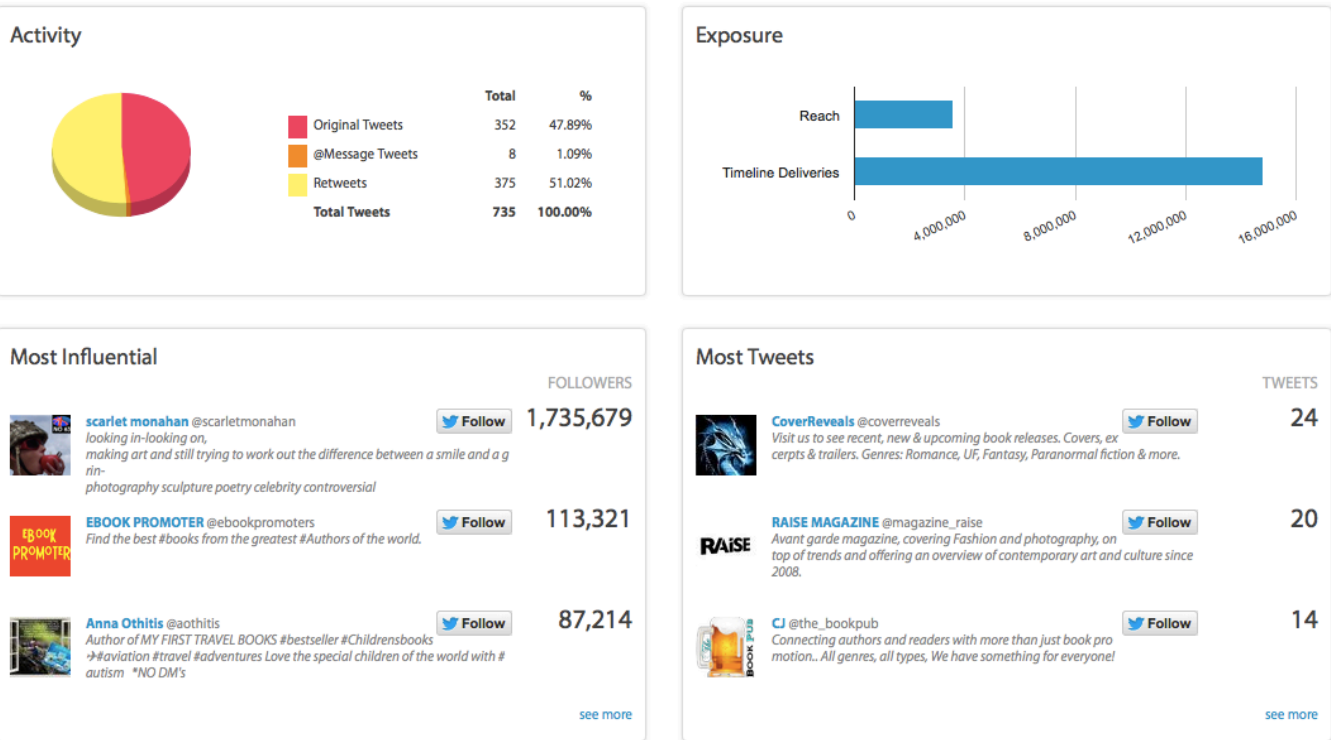 Activity
Total %
Original Tweets 352 47.89%
@Message Tweets 8 1.09%
Retweets 375 51.02%
Total Tweets 735 100.00%
Exposure
Reach
Timeline Deliveries
0 4,000,000 8,000,000 12,000,000 16,000,000
Most Influential
FOLLOWERS
scarlet monahan @scarletmonahan Follow 1,735,679
looking in-looking on,
making art and still trying to work out the difference between a smile and a g
rin-
photography sculpture poetry celebrity controversial
EBOOK
PROMOTER
EBOOK PROMOTER @ebookpromoters Follow 113,321
Find the best #books from the greatest #Authors of the world.
Anna Othitis @aothitis Follow 87,214
Author of MY FIRST TRAVEL BOOKS #bestseller #Childrensbooks
✈#aviation #travel #adventures Love the special children of the world with #
autism *NO DM's
see more
Most Tweets
TWEETS
CoverReveals @coverreveals Follow 24
Visit us to see recent, new & upcoming book releases. Covers, ex
cerpts & trailers. Genres: Romance, UF, Fantasy, Paranormal fiction & more.
RAiSE
RAISE MAGAZINE @magazine_raise Follow 20
Avant garde magazine, covering Fashion and photography, on
top of trends and offering an overview of contemporary art and culture since
2008.
The
BOOK PUB
CJ @the_bookpub Follow 14
Connecting authors and readers with more than just book pro
motion.. All genres, all types, We have something for everyone!
see more